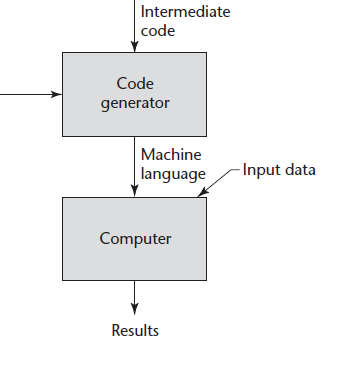 Intermediate
code
Code
generator
Machine
language
Input data
Computer
Results